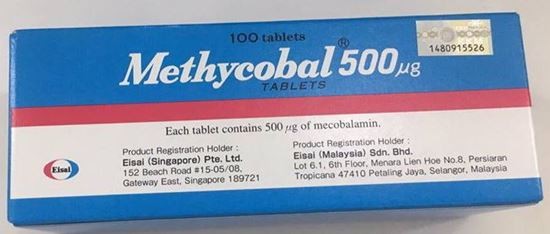 100 tablets
Methycobal® 500 µg
TABLETS
1480915526
Each tablet contains 500 µg of mecobalamin.
Product Registration Holder :
Eisai (Singapore) Pte. Ltd.
152 Beach Road #15-05/08,
Gateway East, Singapore 189721
Product Registration Holder :
Eisai (Malaysia) Sdn. Bhd.
Lot 6.1, 6th Floor, Menara Lien Hoe No.8, Persiaran
Tropicana 47410 Petaling Jaya, Selangor, Malaysia
Eisai